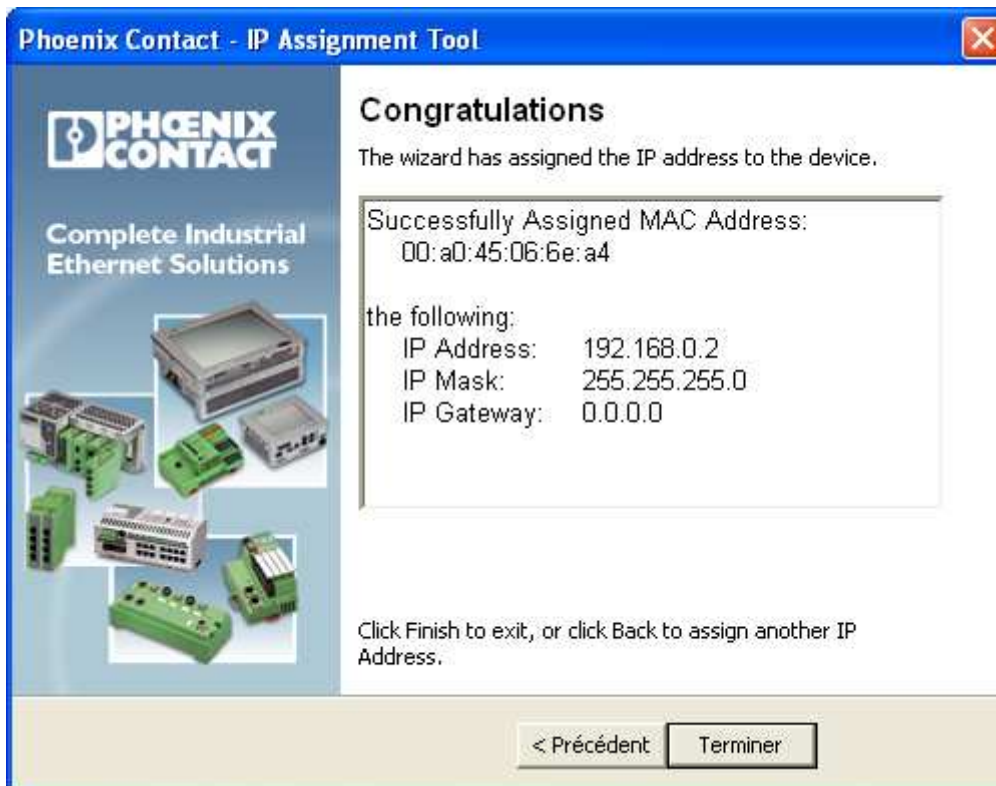 Phoenix Contact - IP Assignment Tool
PHŒNIX
CONTACT
Complete Industrial
Ethernet Solutions
Congratulations
The wizard has assigned the IP address to the device.
Successfully Assigned MAC Address:
00:a0:45:06:6e:a4
the following:
IP Address: 192.168.0.2
IP Mask: 255.255.255.0
IP Gateway: 0.0.0.0
Click Finish to exit, or click Back to assign another IP
Address.
< Précédent
Terminer